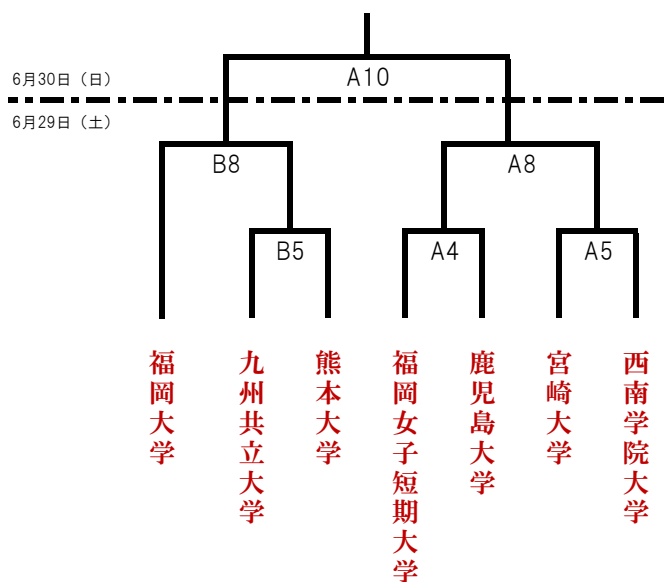 6月30日（日）
A10
6月29日（土）
B8
A8
B5
A4
A5
福岡大学
九州共立大学
熊本大学
福岡女子短期大学
鹿児島大学
宮崎大学
西南学院大学